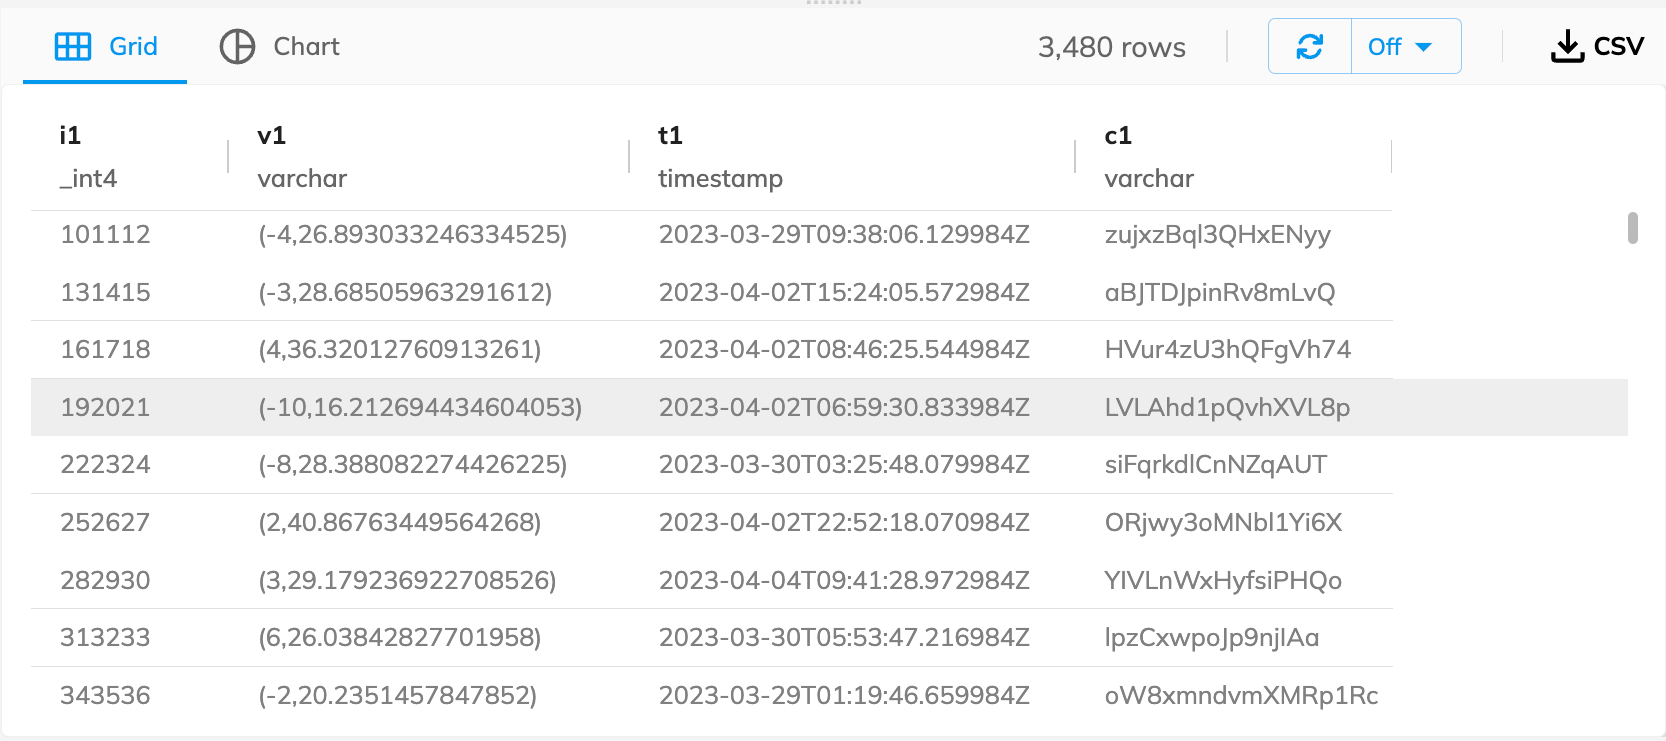 Grid Chart 3,480 rows Off CSV
i1 v1 t1 c1
_int4 varchar timestamp varchar
101112 (-4,26.893033246334525) 2023-03-29T09:38:06.129984Z zujxzBql3QHxENyy
131415 (-3,28.68505963291612) 2023-04-02T15:24:05.572984Z aBJTDJpinRv8mLvQ
161718 (4,36.32012760913261) 2023-04-02T08:46:25.544984Z HVur4zU3hQFgVh74
192021 (-10,16.212694434604053) 2023-04-02T06:59:30.833984Z LVLAhd1pQvhXVL8p
222324 (-8,28.388082274426225) 2023-03-30T03:25:48.079984Z siFqrkdlCnNZqAUT
252627 (2,40.86763449564268) 2023-04-02T22:52:18.070984Z ORjwy3oMNbl1Yi6X
282930 (3,29.179236922708526) 2023-04-04T09:41:28.972984Z YIVLnWxHyfsiPHQo
313233 (6,26.03842827701958) 2023-03-30T05:53:47.216984Z lpzCxwpoJp9njIAa
343536 (-2,20.2351457847852) 2023-03-29T01:19:46.659984Z oW8xmndvmXMRp1Rc